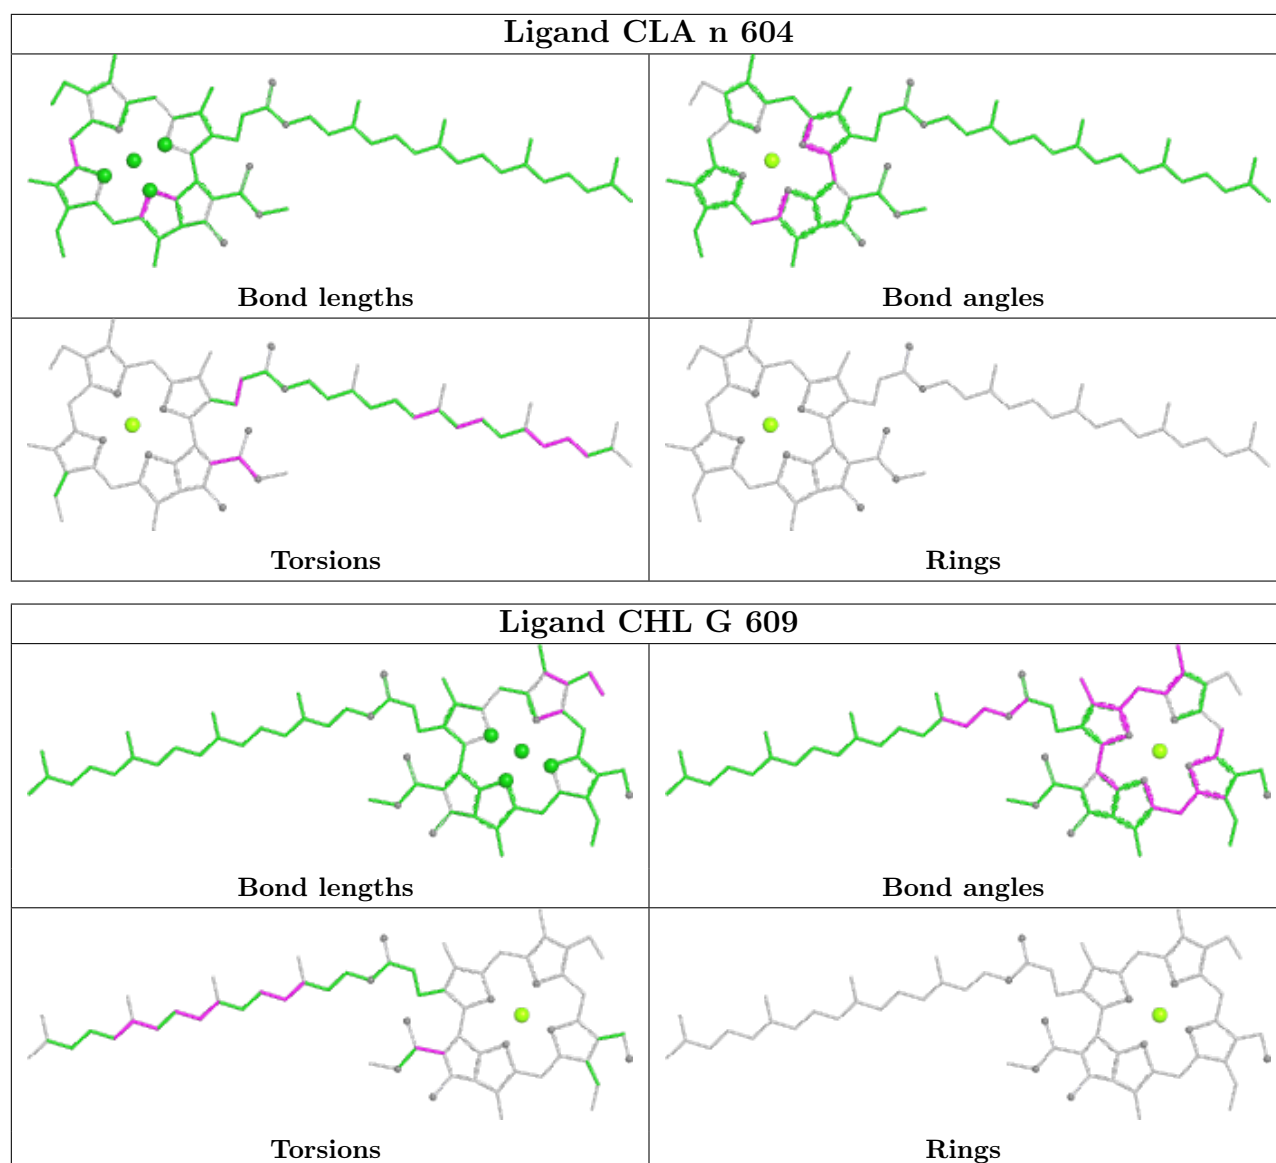 Ligand CLA n 604
Bond lengths
Bond angles
Torsions
Rings
Ligand CHL G 609
Bond lengths
Bond angles
Torsions
Rings